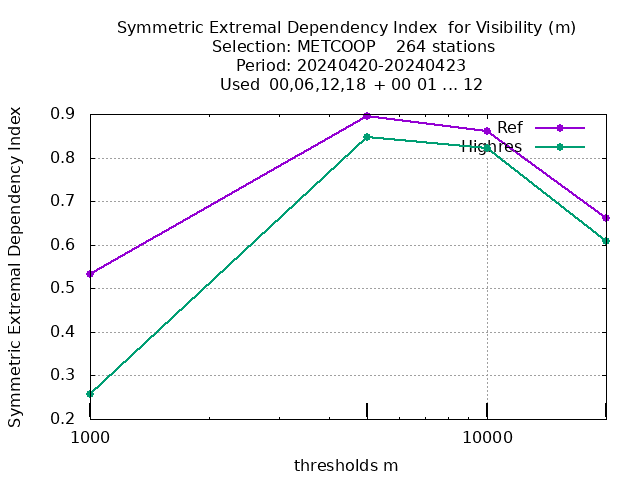 Symmetric Extremal Dependency Index  for Visibility (m)
Selection: METCOOP    264 stations
Period: 20240420-20240423
Used  00,06,12,18  + 00 01 ... 12
Symmetric Extremal Dependency Index
0.9
0.8
0.7
0.6
0.5
0.4
0.3
0.2
Ref
Highres
1000
10000
thresholds m